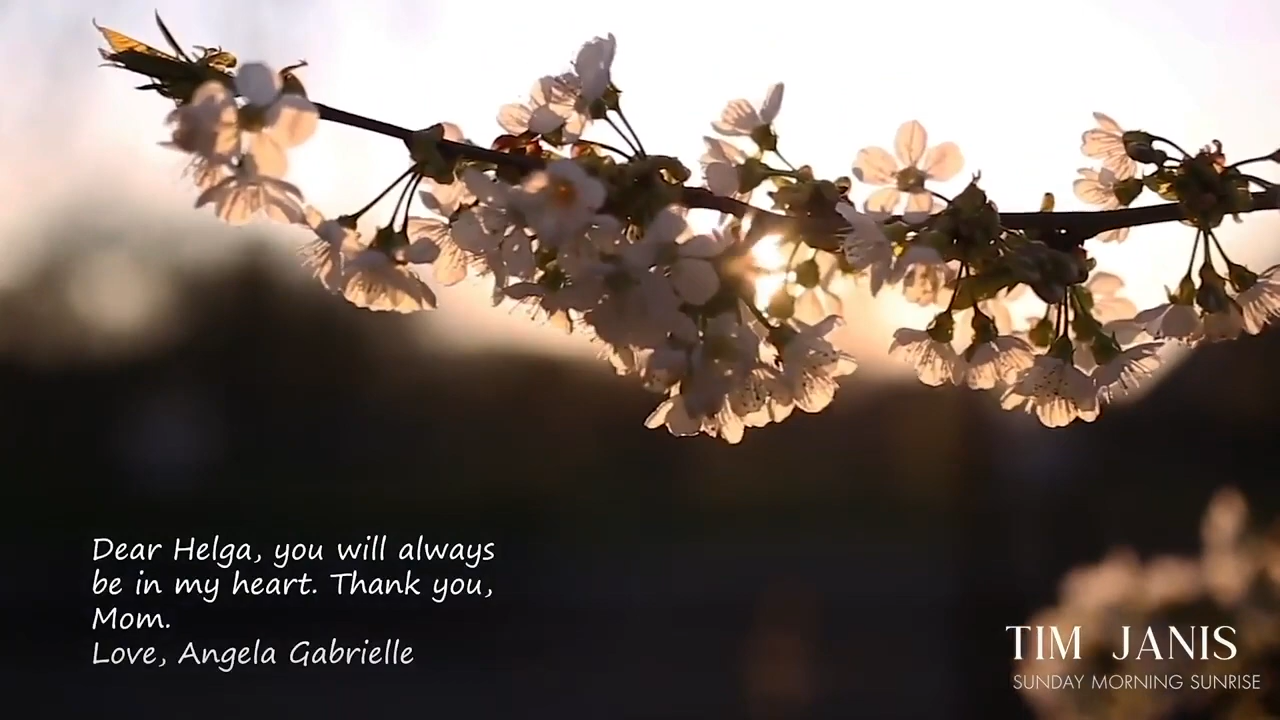 Dear Helga, you will always
be in my heart. Thank you,
Mom.
Love, Angela Gabrielle
TIM JANIS
SUNDAY MORNING SUNRISE